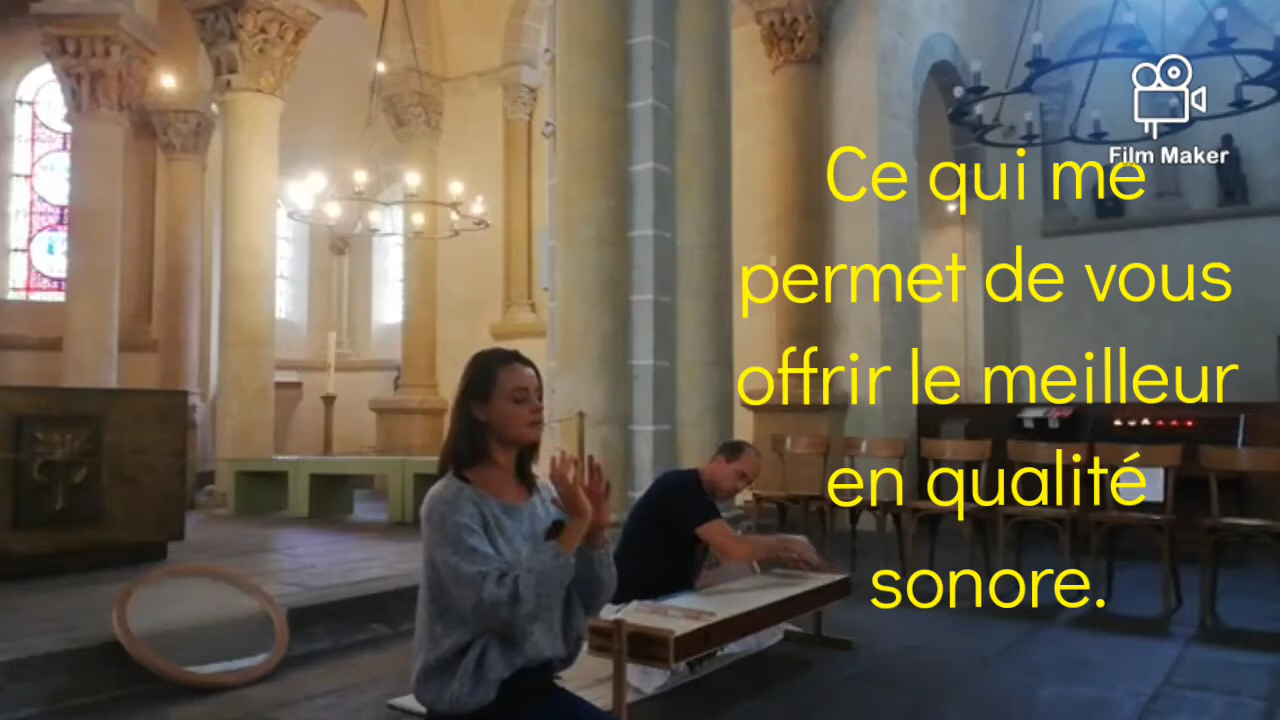 Film Maker
Ce qui me
permet de vous
offrir le meilleur
en qualité
sonore.